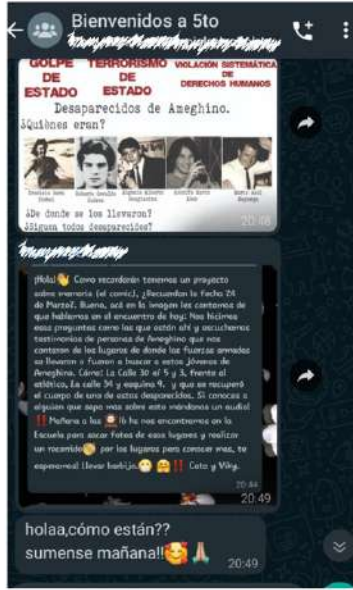 Bienvenidos a 5to
GOLPE DE ESTADO
TERRORISMO DE ESTADO
VIOLACIÓN SISTEMÁTICA DE DERECHOS HUMANOS
Desaparecidos de Ameghino.
¿Quiénes eran?
¿De donde se los llevaron?
¿Siguen todos desaparecidos?
20:48
¡Hola!👋 Como recordarán tenemos un proyecto
sobre memoria (el comic), ¿Recuerdan la fecha 24
de Marzo?. Bueno, acá en la imagen les contamos de
que hablamos en el encuentro de hoy: Nos hicimos
esas preguntas como las que están ahí y escuchamos
testimonios de personas de Ameghino que nos
contaron de los lugares de donde las fuerzas armadas
se llevaron o fueron a buscar a estos jóvenes de
Ameghino. Cómo: La Calle 30 e/ 5 y 3, frente al
atlético, La calle 34 y esquina 9, y que se recuperó
el cuerpo de uno de estos desaparecidos. Si conoces a
alguien que sepa mas sobre esto mandanos un audio!
‼️ Mañana a las ⏰ 16 hs nos encontramos en la
Escuela para sacar fotos de esos lugares y realizar
un recorrido👏 por los lugares para conocer mas, te
esperamos! Llevar barbijo.😷 🤗 ‼️ Cata y Viky.
20:44
20:49
holaa,cómo están??
sumense mañana!!🥰🙏🏼
20:49